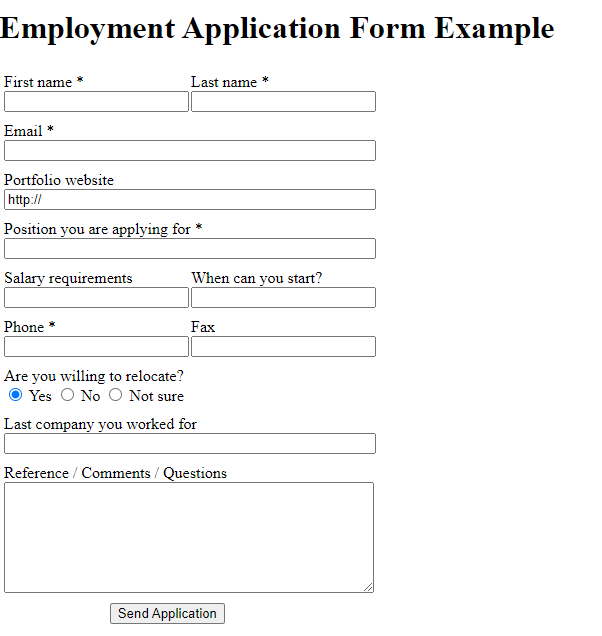 Employment Application Form Example
First name * Last name *
Email *
Portfolio website
http://
Position you are applying for *
Salary requirements When can you start?
Phone * Fax
Are you willing to relocate?
Yes No Not sure
Last company you worked for
Reference / Comments / Questions
Send Application